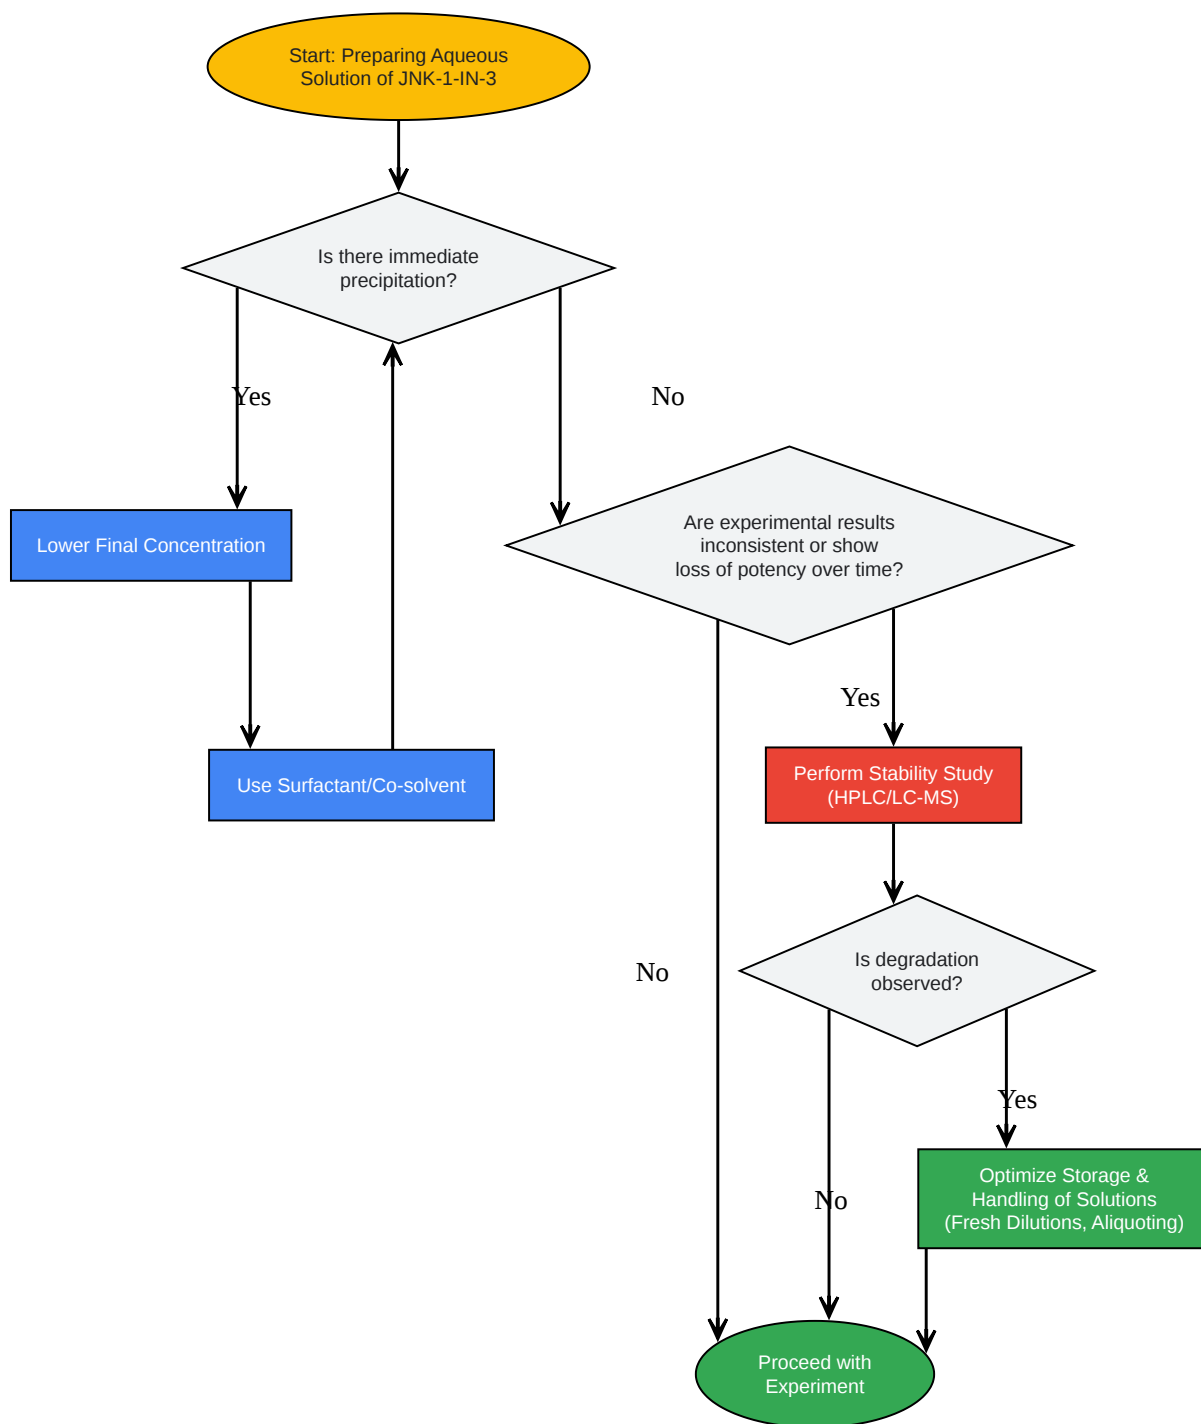 Start: Preparing Aqueous
Solution of JNK-1-IN-3
Is there immediate
precipitation?
Yes
No
Are experimental results
inconsistent or show
loss of potency over time?
Lower Final Concentration
Yes
Use Surfactant/Co-solvent
Perform Stability Study
(HPLC/LC-MS)
No
Is degradation
observed?
Yes
No
Optimize Storage &
Handling of Solutions
(Fresh Dilutions, Aliquoting)
Proceed with
Experiment